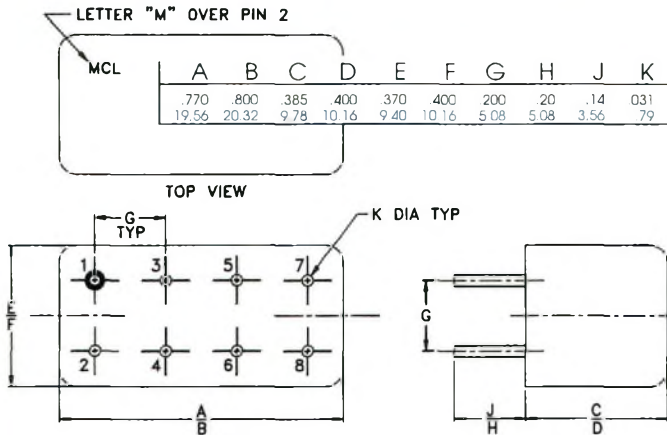 LETTER "M" OVER PIN 2
MCL
A B C D E F G H J K
.770 .800 .385 .400 .370 .400 .200 .20 .14 .031
19.56 20.32 9.78 10.16 9.40 10.16 5.08 5.08 3.56 .79
TOP VIEW
G
TYP
K DIA TYP
1 3 5 7
E
F
G
2 4 6 8
A
B
J
H
C
D